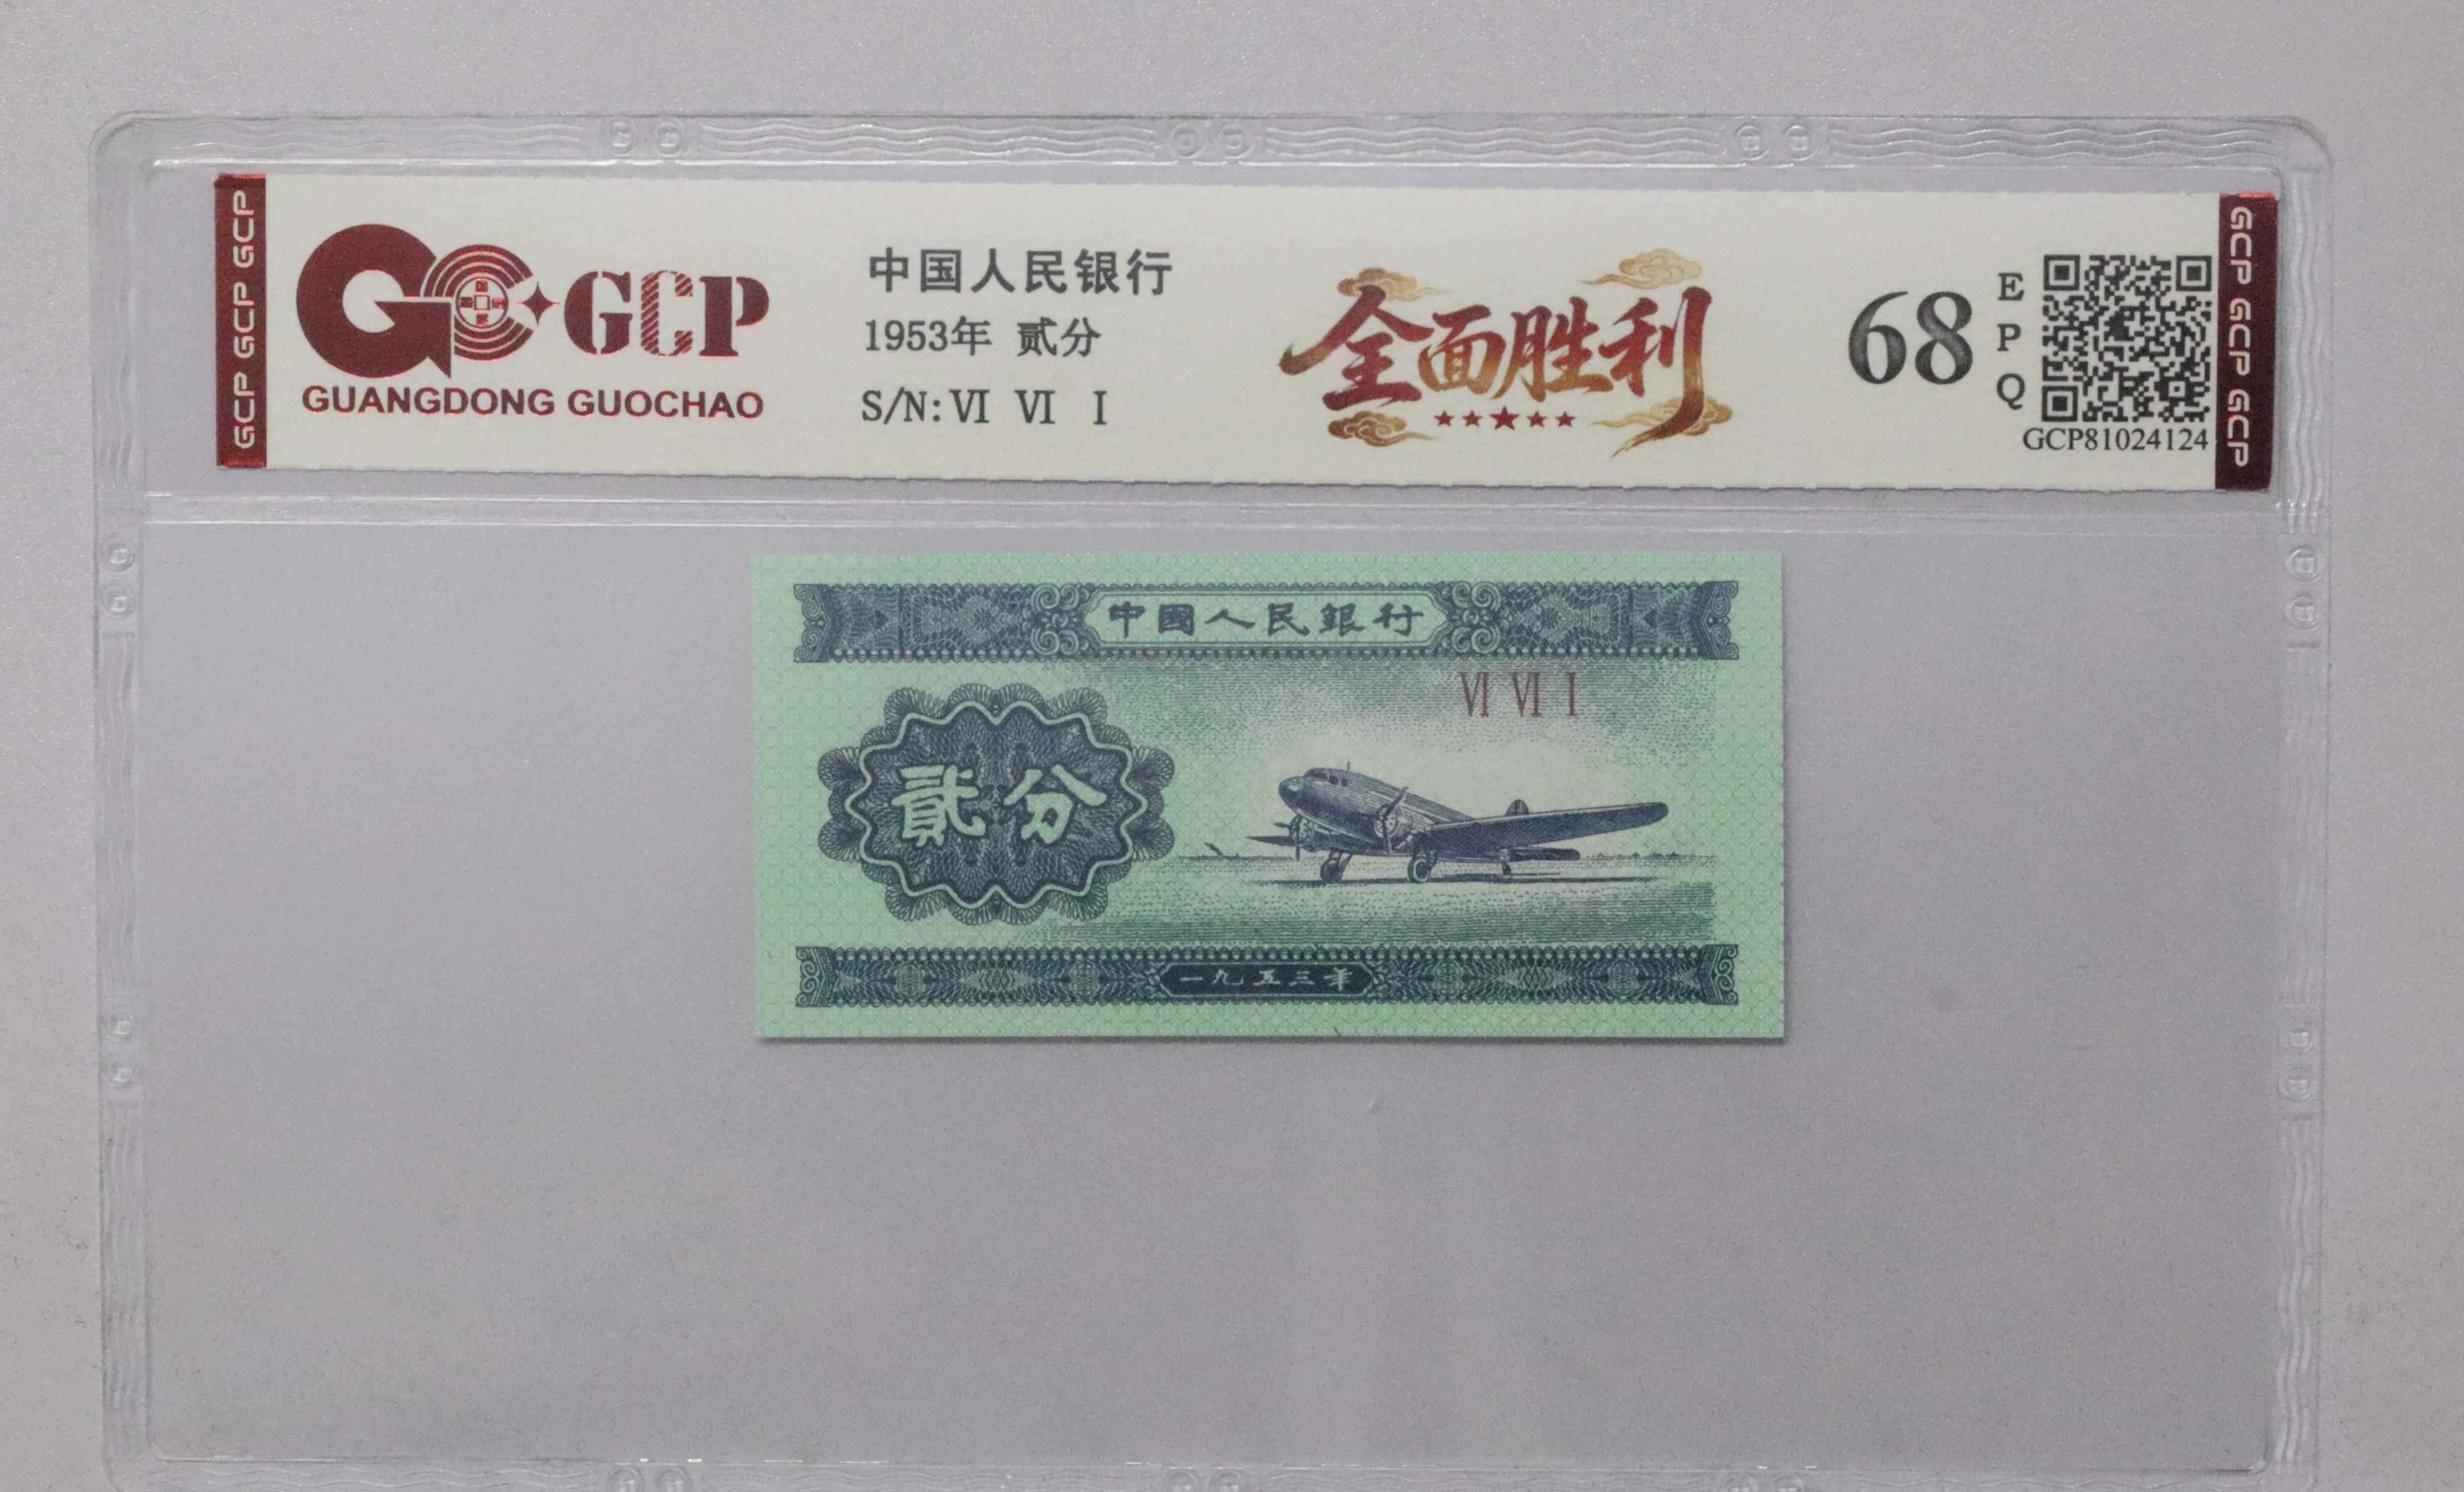 GCP GCP GCP
GCP
GUANGDONG GUOCHAO
中国人民银行
1953年 贰分
S/N: VI VI I
全面胜利
68
E
P
Q
GCP81024124
GCP GCP GCP
中國人民銀行
VI VI I
貳分
一九五三年